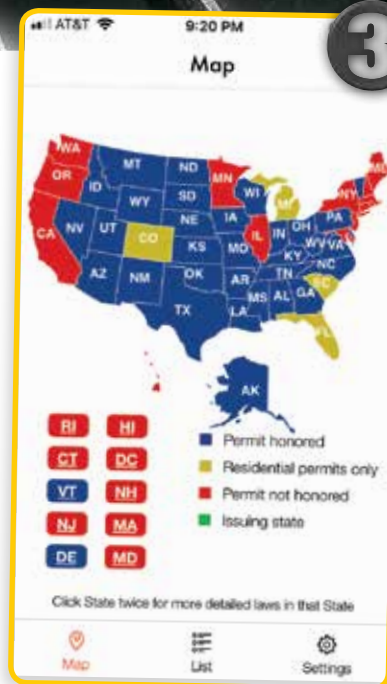 AT&T 9:20 PM
3
Map
WA
OR
CA
NV
ID
MT
WY
UT
AZ
CO
NM
ND
SD
NE
KS
OK
TX
MN
IA
MO
AR
LA
WI
IL
MI
IN
OH
KY
TN
MS
AL
GA
SC
NC
WV
VA
PA
NY
FL
AK
RI HI
CT DC
VT NH
NJ MA
DE MD
Permit honored
Residential permits only
Permit not honored
Issuing state
Click State twice for more detailed laws in that State
Map List Settings